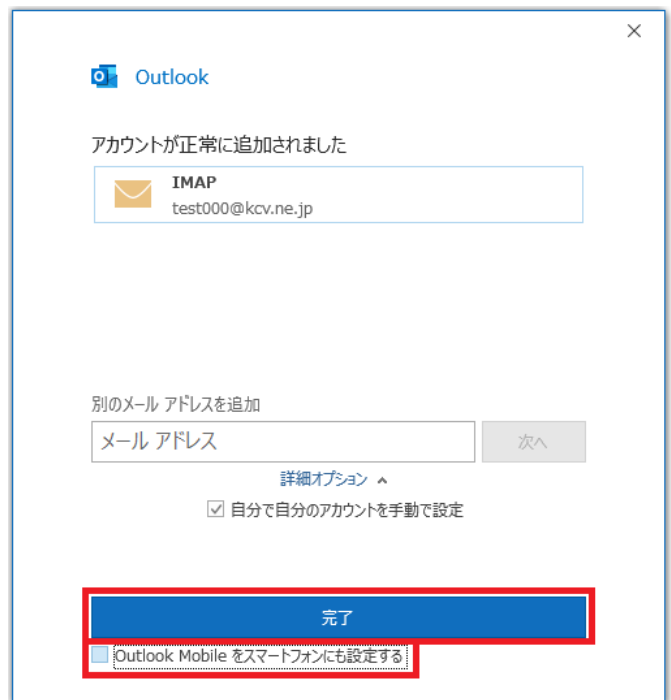 Outlook
アカウントが正常に追加されました
IMAP
test000@kcv.ne.jp
別のメール アドレスを追加
メール アドレス
次へ
詳細オプション
自分で自分のアカウントを手動で設定
完了
Outlook Mobile をスマートフォンにも設定する